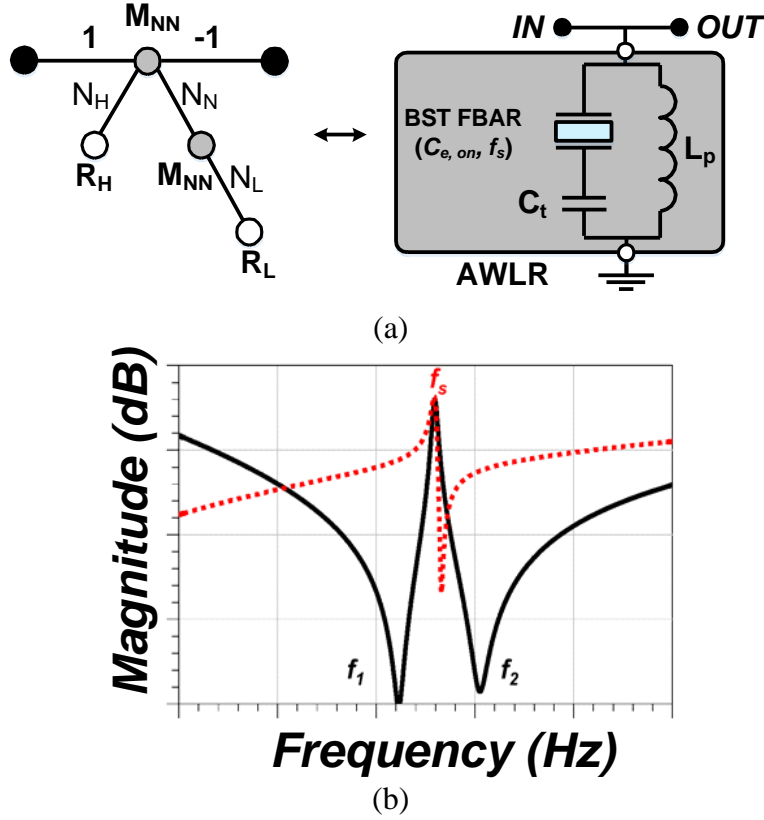 M_NN
1 -1
IN OUT
N_H N_N
BST FBAR
(C_e, on, f_s)
L_p
R_H M_NN N_L
C_t
R_L
AWLR
(a)
f_s
Magnitude (dB)
f_1 f_2
Frequency (Hz)
(b)